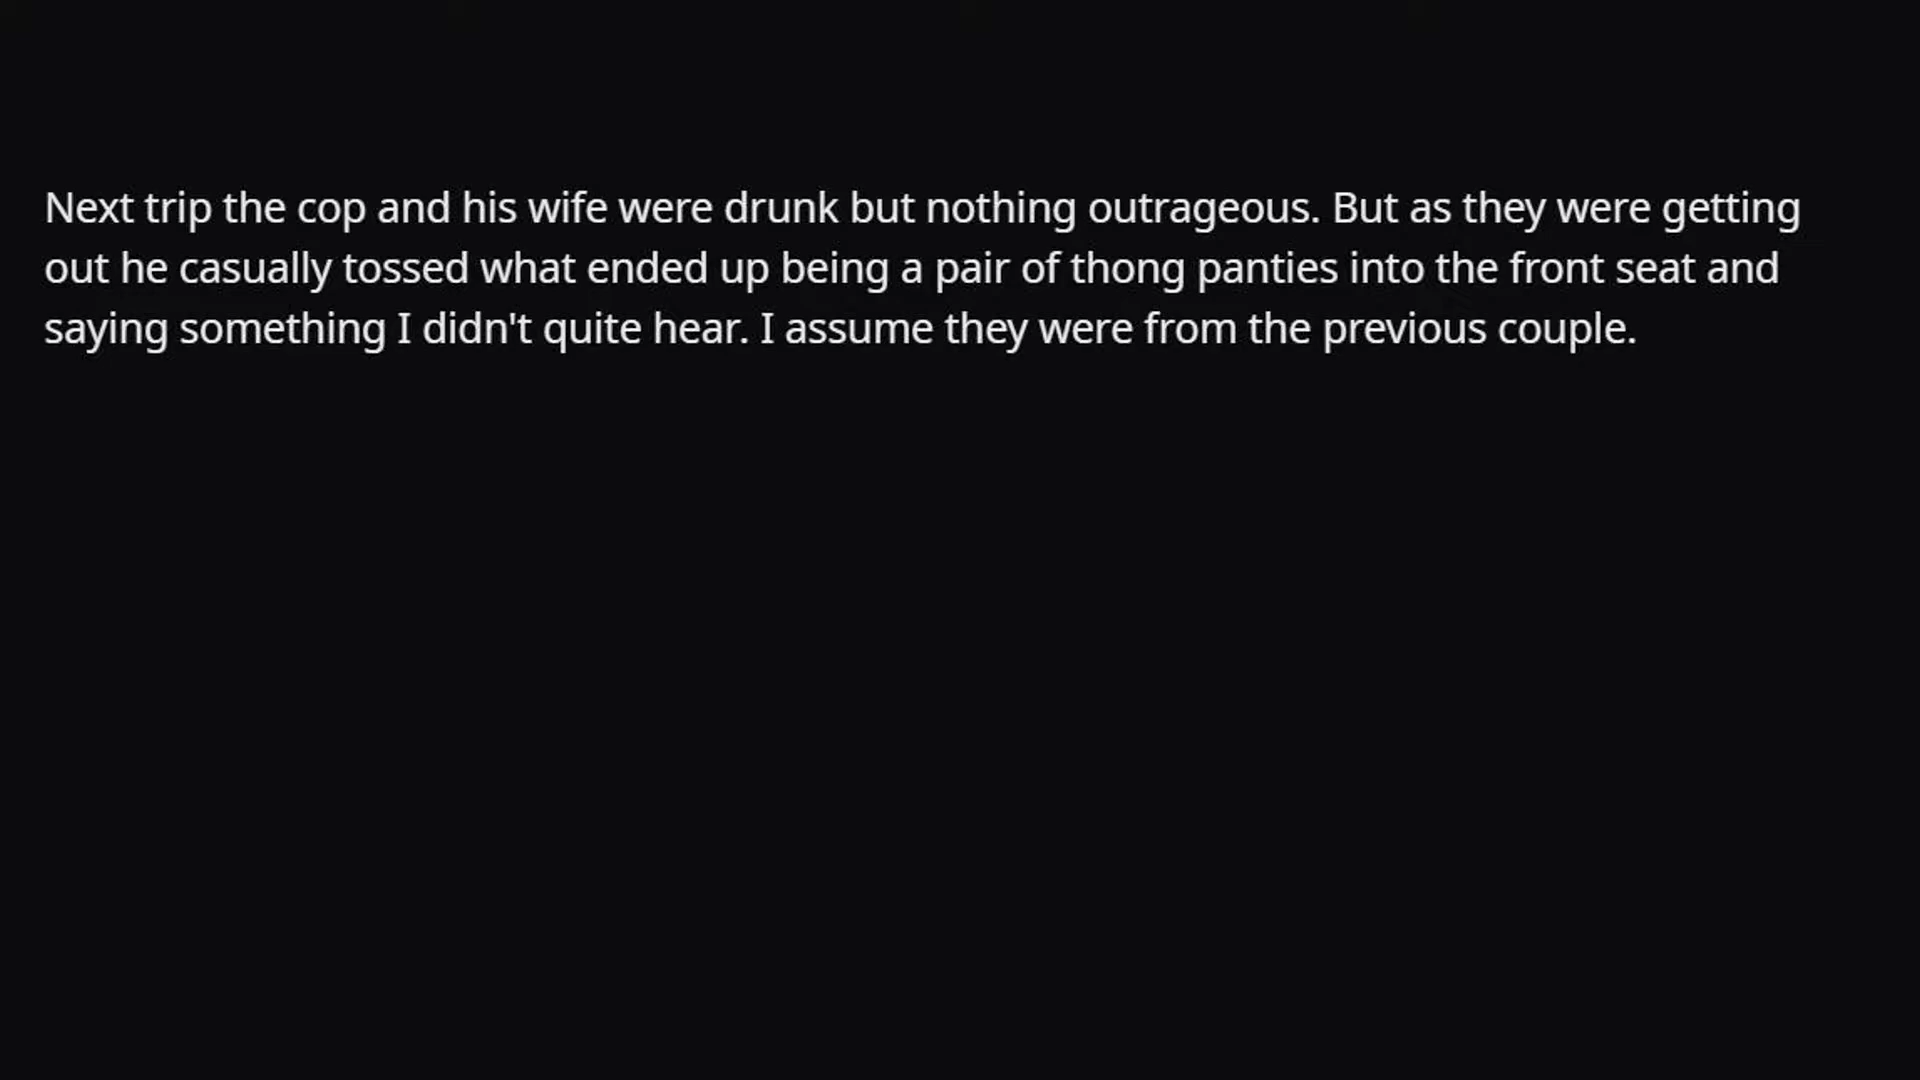 Next trip the cop and his wife were drunk but nothing outrageous. But as they were getting
out he casually tossed what ended up being a pair of thong panties into the front seat and
saying something I didn't quite hear. I assume they were from the previous couple.